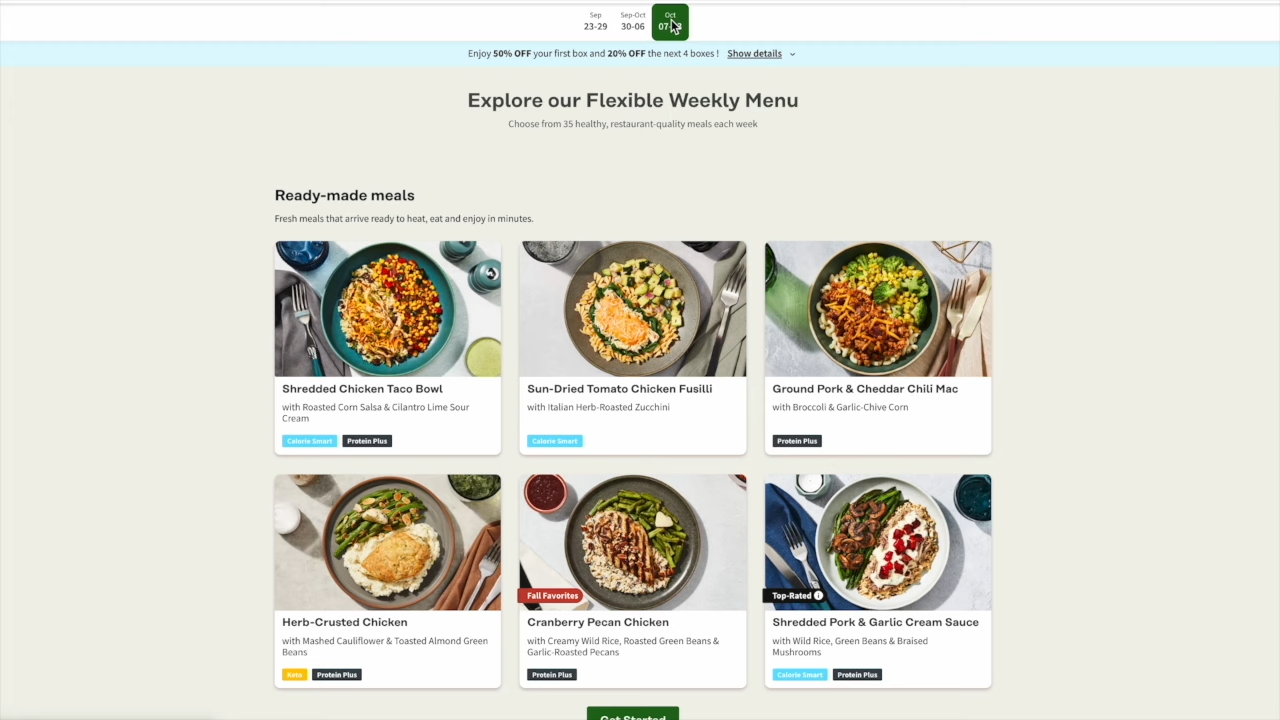 Sep
23-29
Sep-Oct
30-06
Oct
Enjoy 50% OFF your first box and 20% OFF the next 4 boxes ! Show details
Explore our Flexible Weekly Menu
Choose from 35 healthy, restaurant-quality meals each week
Ready-made meals
Fresh meals that arrive ready to heat, eat and enjoy in minutes.
Shredded Chicken Taco Bowl
with Roasted Corn Salsa & Cilantro Lime Sour
Cream
Calorie Smart Protein Plus
Sun-Dried Tomato Chicken Fusilli
with Italian Herb-Roasted Zucchini
Calorie Smart
Ground Pork & Cheddar Chili Mac
with Broccoli & Garlic-Chive Corn
Protein Plus
Herb-Crusted Chicken
with Mashed Cauliflower & Toasted Almond Green
Beans
Keto Protein Plus
Fall Favorites
Cranberry Pecan Chicken
with Creamy Wild Rice, Roasted Green Beans &
Garlic-Roasted Pecans
Protein Plus
Top-Rated
Shredded Pork & Garlic Cream Sauce
with Wild Rice, Green Beans & Braised
Mushrooms
Calorie Smart Protein Plus
Get Started